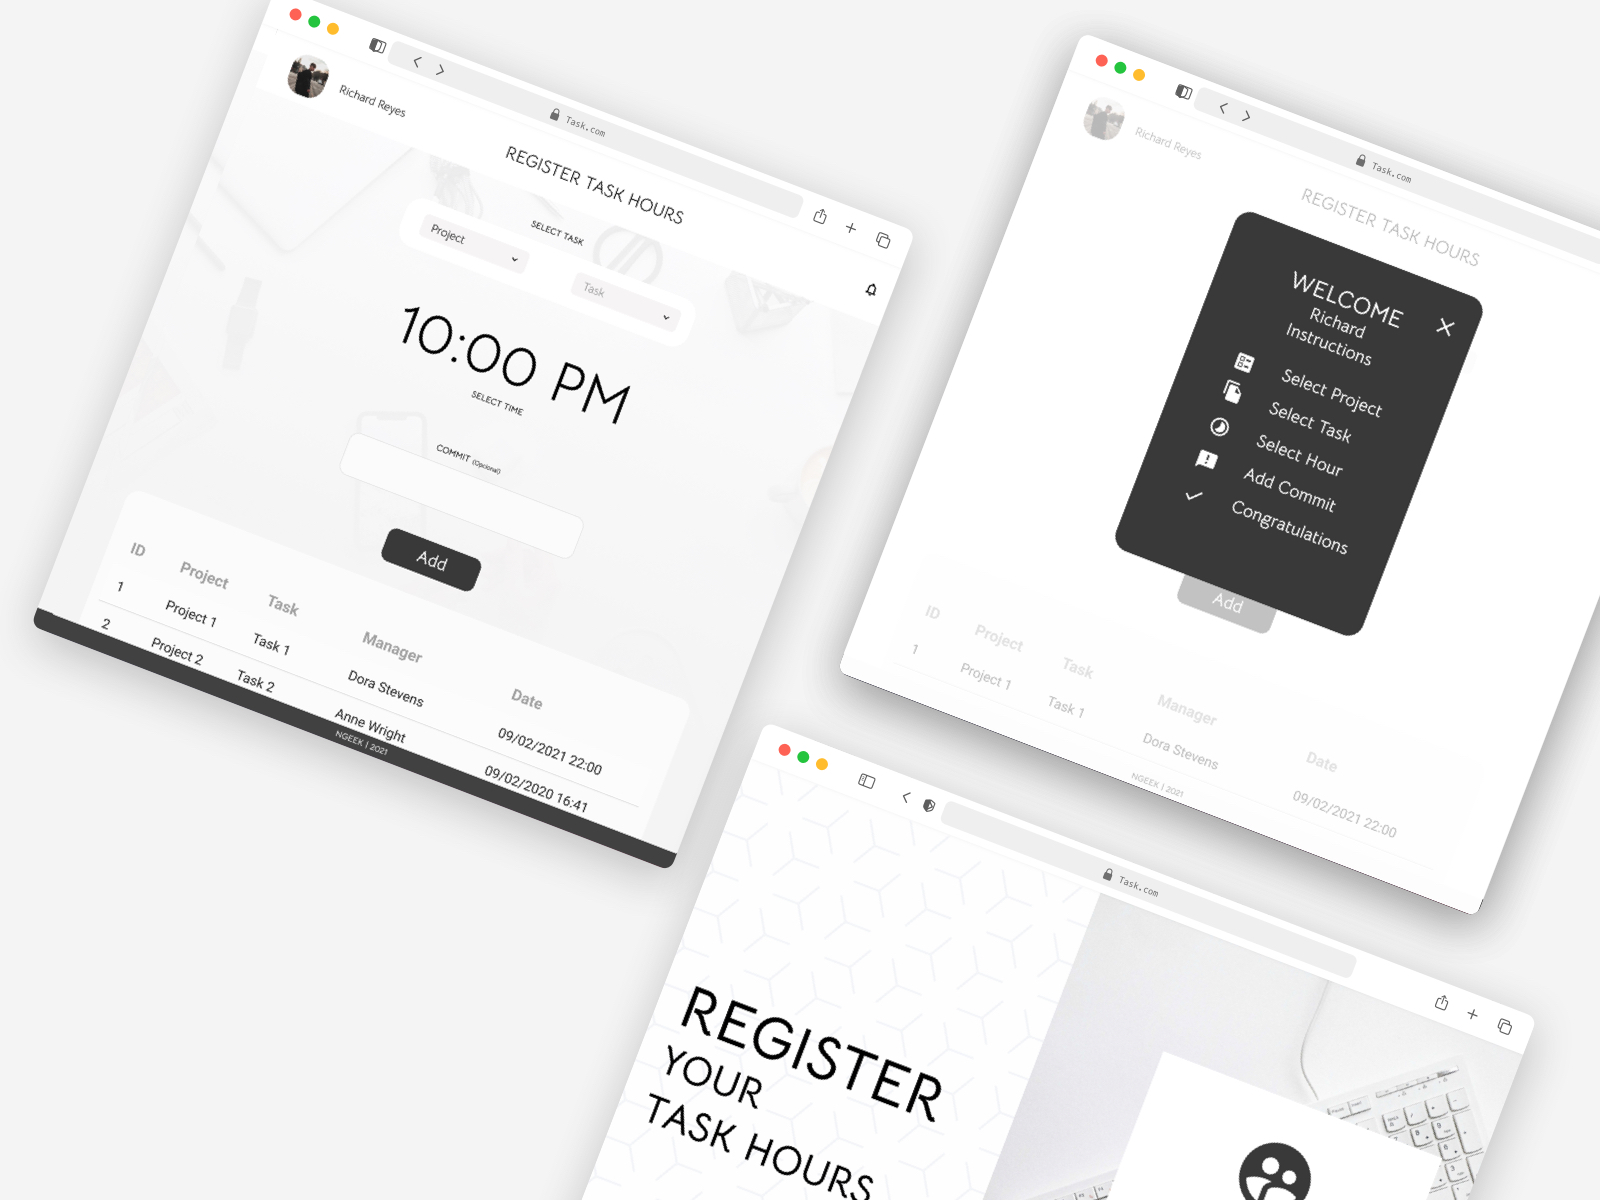 Richard Reyes
Task.com
REGISTER TASK HOURS
SELECT TASK
Project
Task
10:00 PM
SELECT TIME
COMMIT (Opcional)
Add
ID Project Task Manager Date
1 Project 1 Task 1 Dora Stevens 09/02/2021 22:00
2 Project 2 Task 2 Anne Wright 09/02/2020 16:41
NGEEK | 2021
Richard Reyes
Task.com
REGISTER TASK HOURS
WELCOME
Richard
Instructions
Select Project
Select Task
Select Hour
Add Commit
Congratulations
Add
ID Project Task Manager Date
1 Project 1 Task 1 Dora Stevens 09/02/2021 22:00
NGEEK | 2021
Task.com
REGISTER
YOUR
TASK HOURS